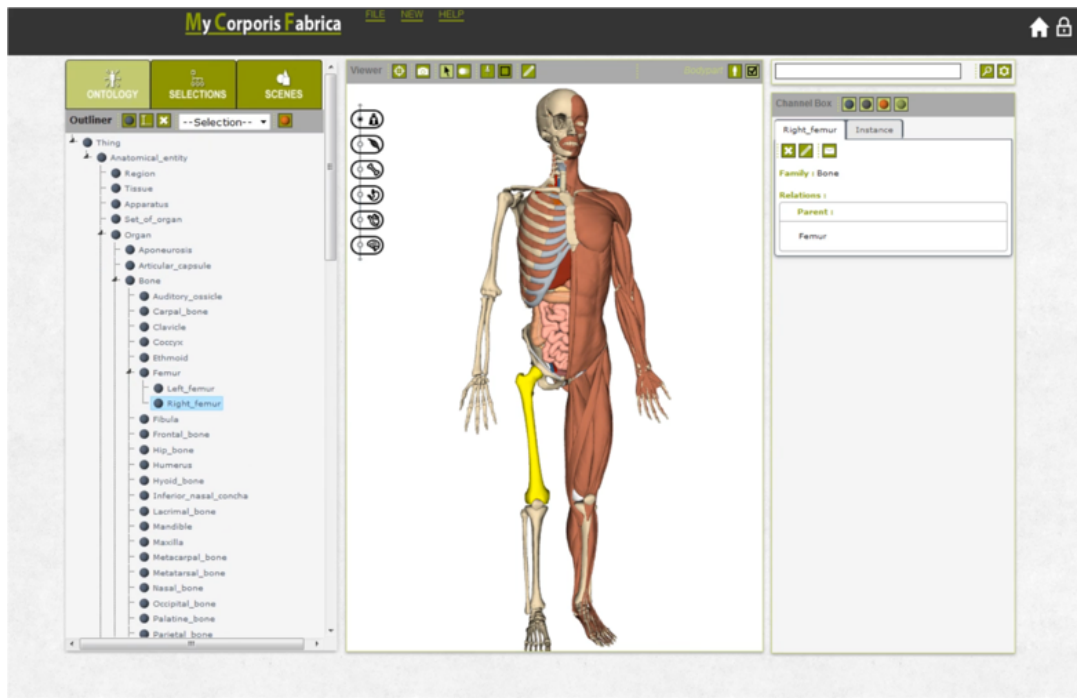 FILE NEW HELP
My Corporis Fabrica
ONTOLOGY SELECTIONS SCENES
Outliner --Selection--
Thing
Anatomical_entity
Region
Tissue
Apparatus
Set_of_organ
Organ
Aponeurosis
Articular_capsule
Bone
Auditory_ossicle
Carpal_bone
Clavicle
Coccyx
Ethmoid
Femur
Left_femur
Right_femur
Fibula
Frontal_bone
Hip_bone
Humerus
Hyoid_bone
Inferior_nasal_concha
Lacrimal_bone
Mandible
Maxilla
Metacarpal_bone
Metatarsal_bone
Nasal_bone
Occipital_bone
Palatine_bone
Parietal_bone
Viewer
Channel Box
Right_femur Instance
Family : Bone
Relations :
Parent :
Femur